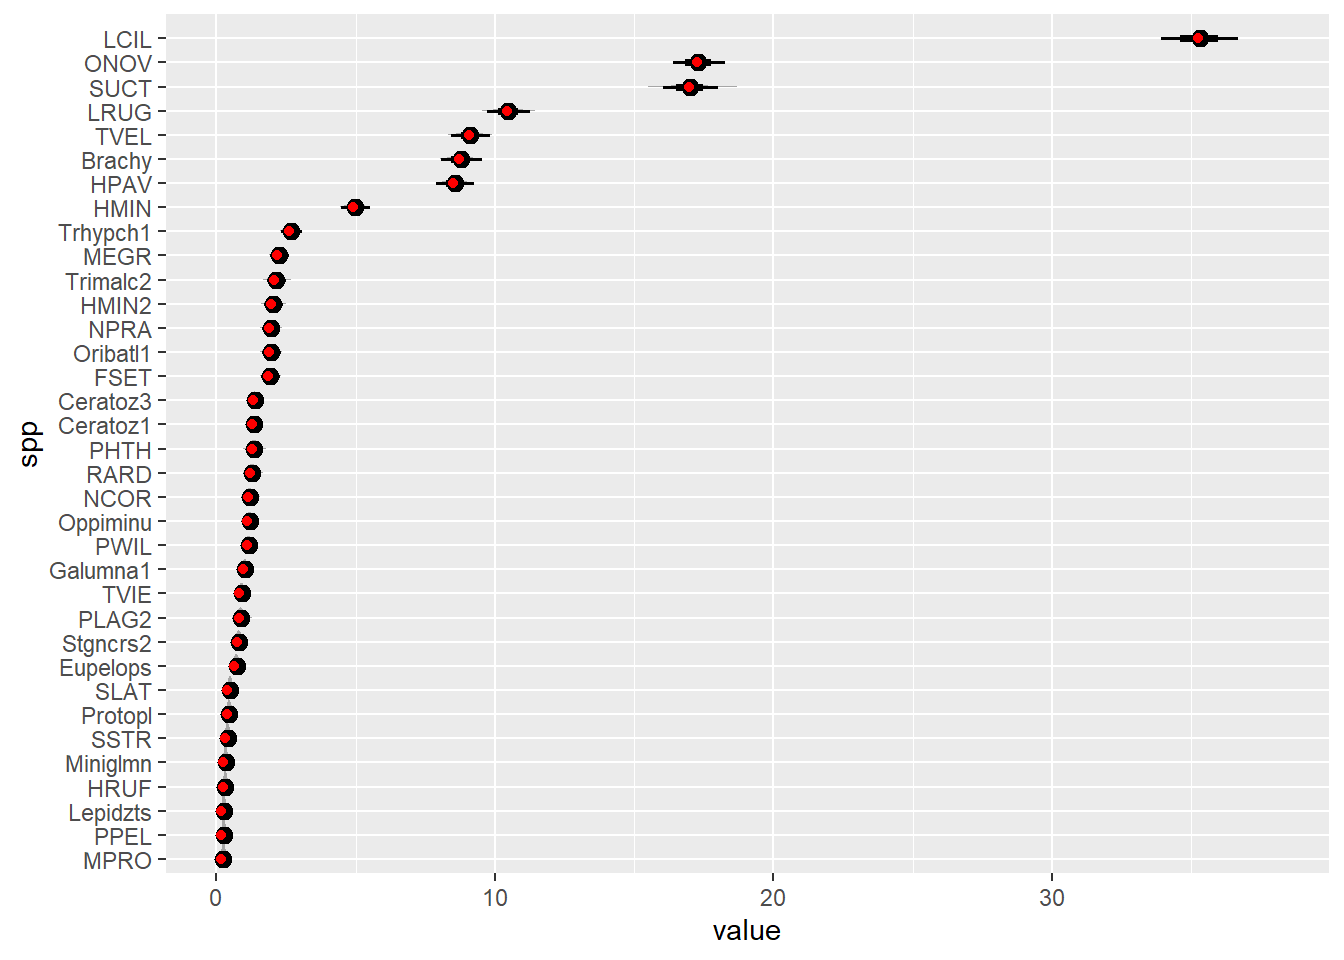 LCIL
ONOV
SUCT
LRUG
TVEL
Brachy
HPAV
HMIN
Trhypch1
MEGR
Trimalc2
HMIN2
NPRA
Oribatl1
FSET
Ceratoz3
Ceratoz1
PHTH
RARD
NCOR
Oppiminu
PWIL
Galumna1
TVIE
PLAG2
Stgncrs2
Eupelops
SLAT
Protopl
SSTR
Miniglmn
HRUF
Lepidzts
PPEL
MPRO
spp
0 10 20 30
value